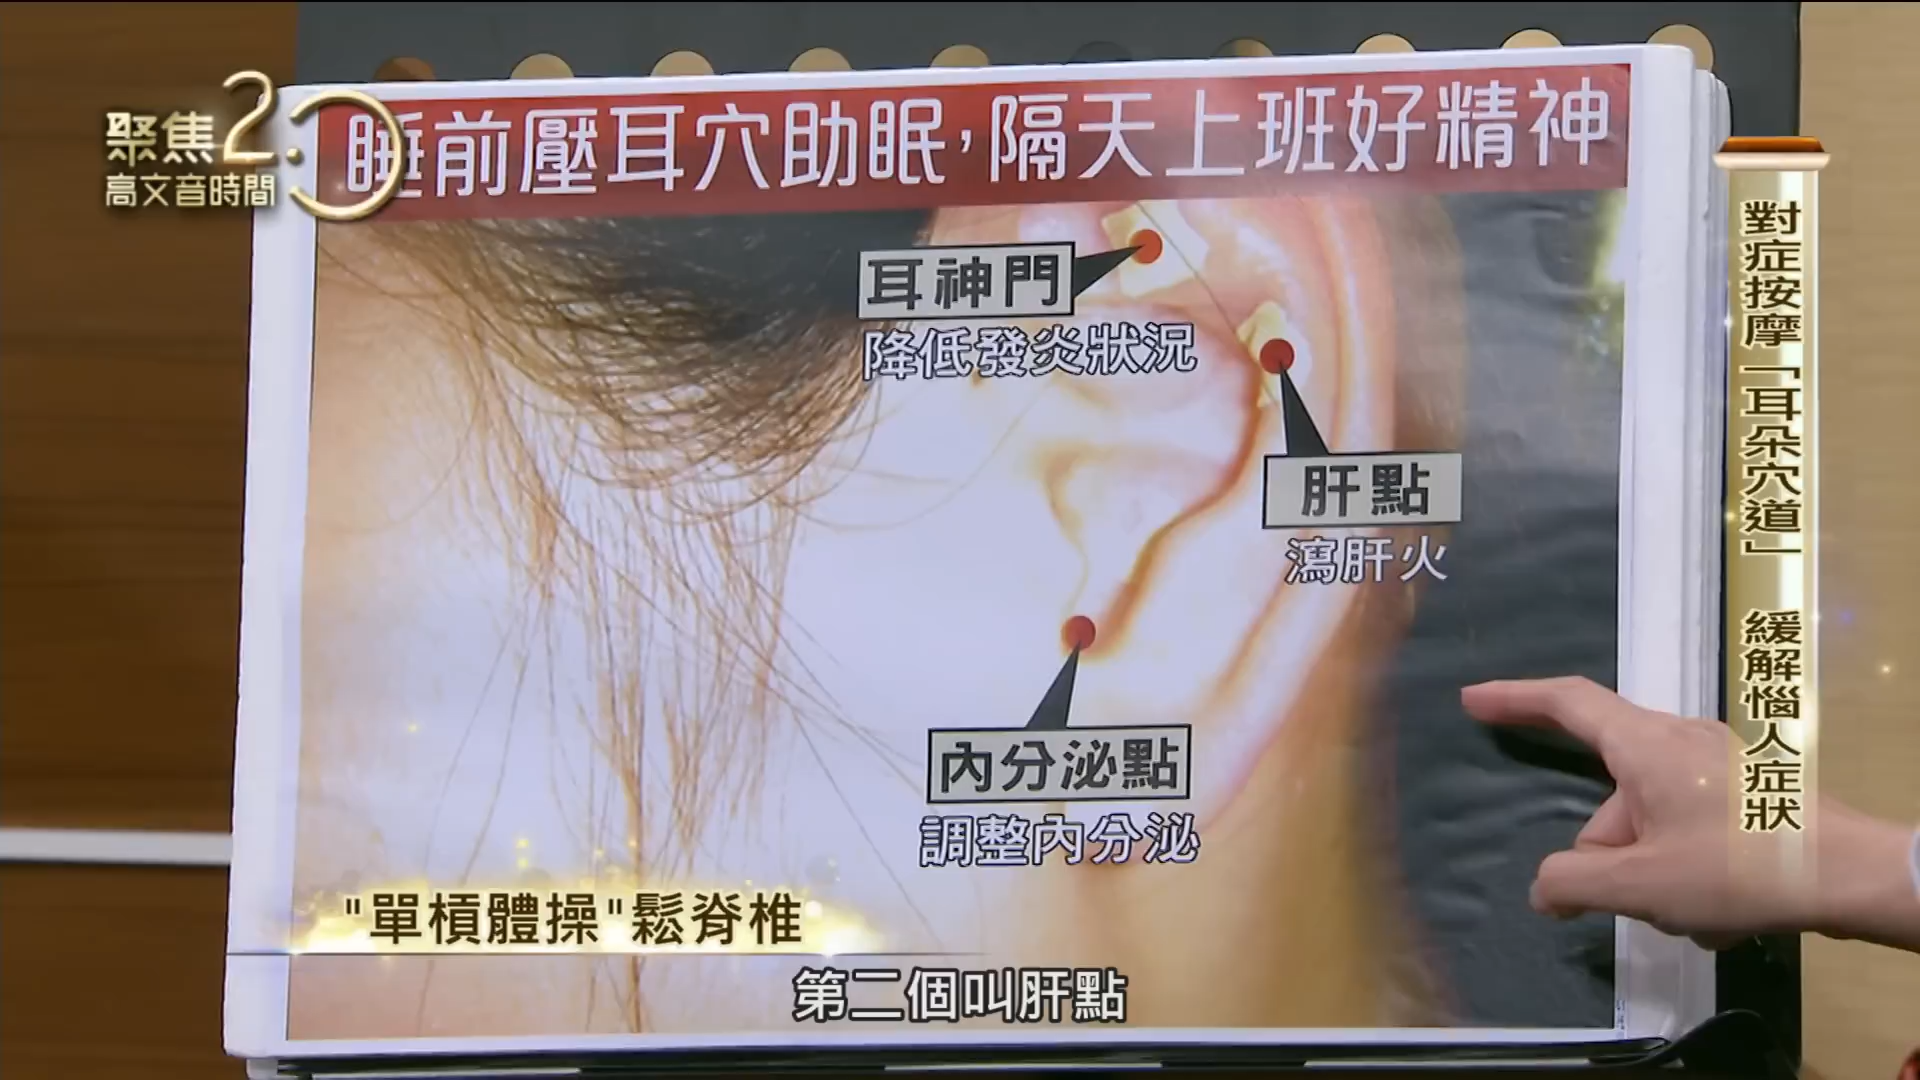 聚焦2.0
高文音時間
睡前壓耳穴助眠，隔天上班好精神
耳神門
降低發炎狀況
肝點
瀉肝火
內分泌點
調整內分泌
對症按摩「耳朵穴道」 緩解惱人症狀
"單槓體操"鬆脊椎
第二個叫肝點